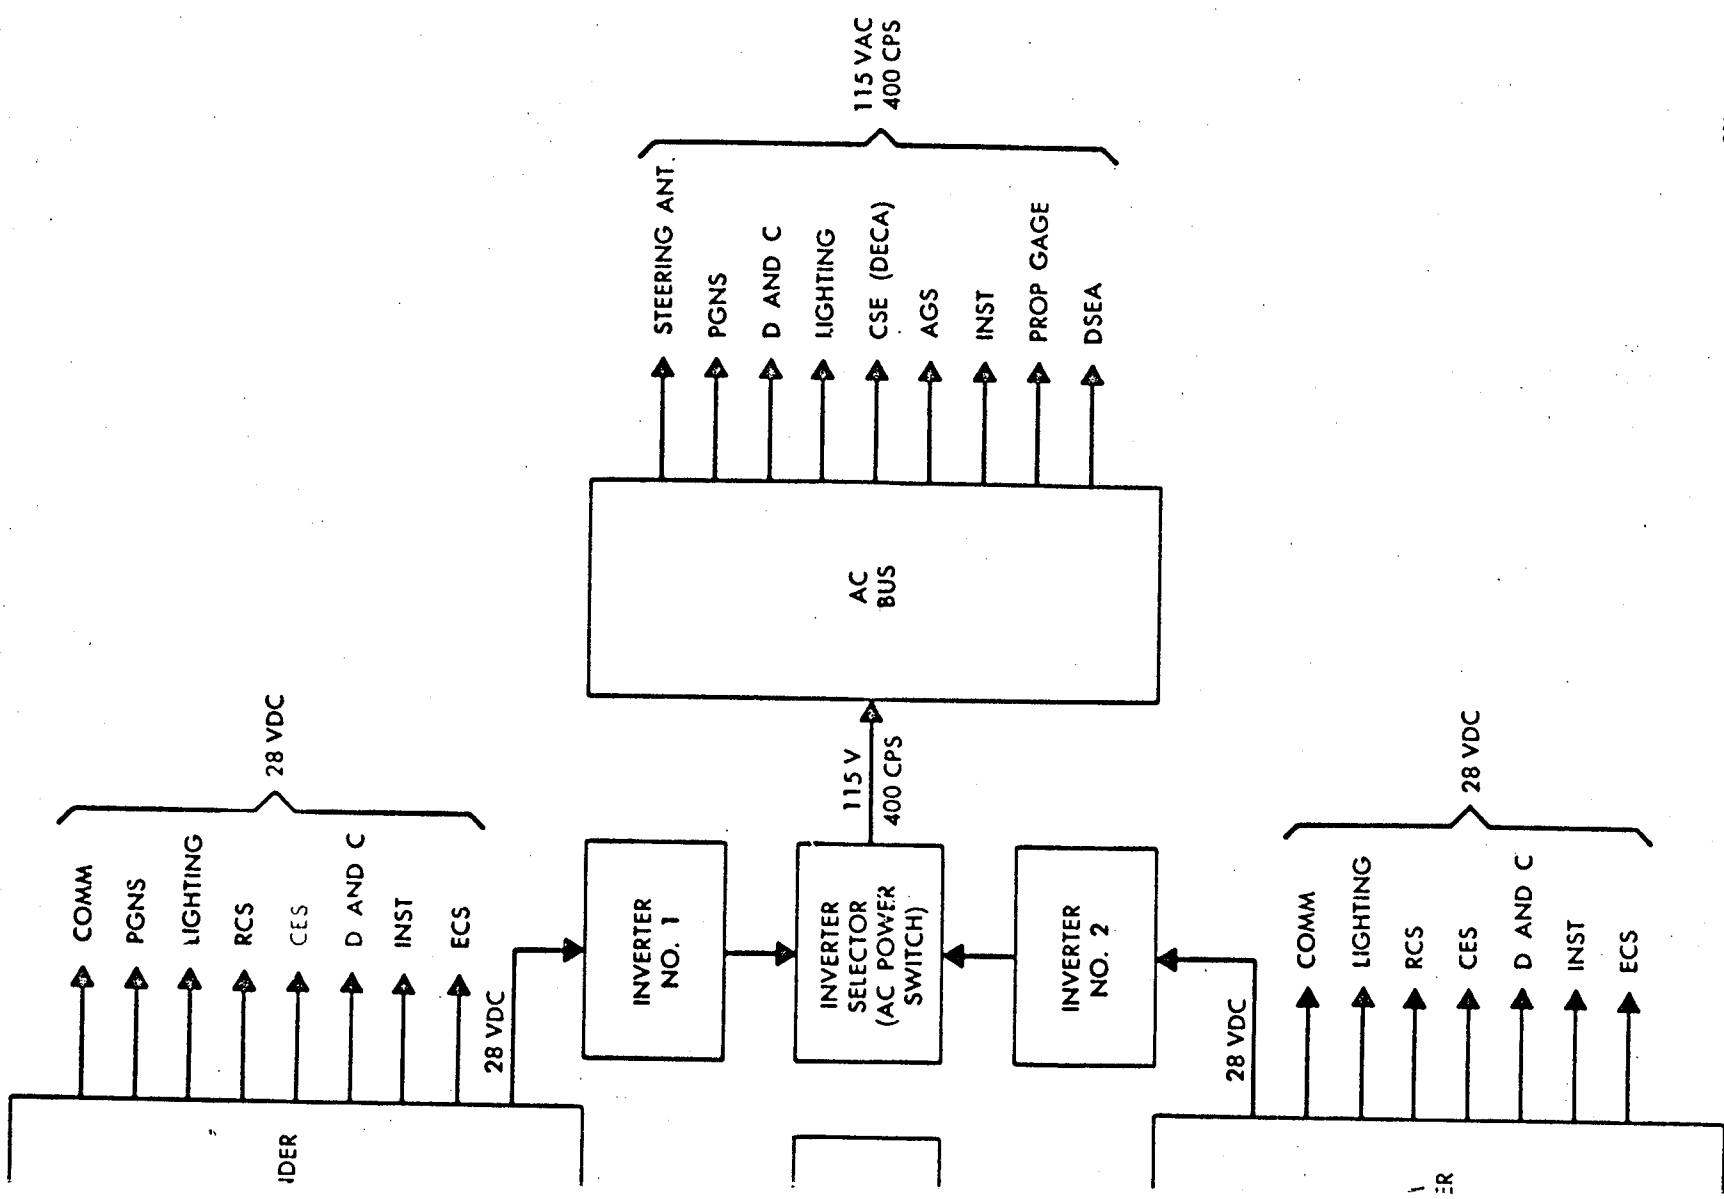 COMM
PGNS
LIGHTING
RCS
CES
D AND C
INST
ECS
28 VDC
28 VDC
INVERTER
NO. 1
INVERTER
SELECTOR
(AC POWER
SWITCH)
INVERTER
NO. 2
115 V
400 CPS
AC
BUS
STEERING ANT.
PGNS
D AND C
LIGHTING
CSE (DECA)
AGS
INST
PROP GAGE
DSEA
115 VAC
400 CPS
28 VDC
COMM
LIGHTING
RCS
CES
D AND C
INST
ECS
28 VDC